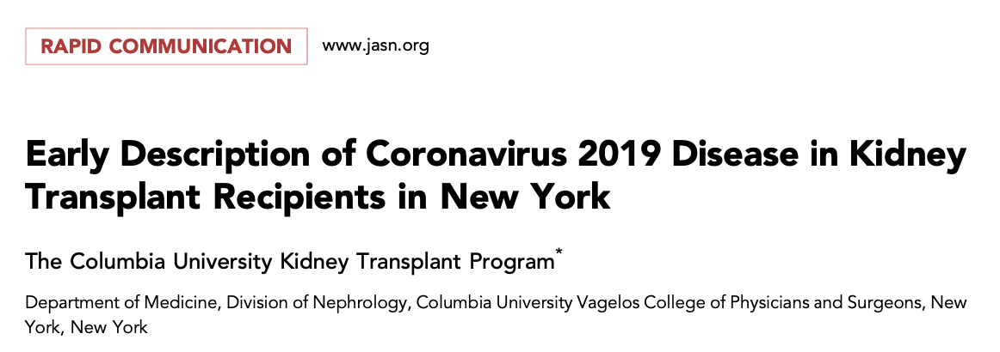 RAPID COMMUNICATION www.jasn.org
Early Description of Coronavirus 2019 Disease in Kidney
Transplant Recipients in New York
The Columbia University Kidney Transplant Program*
Department of Medicine, Division of Nephrology, Columbia University Vagelos College of Physicians and Surgeons, New
York, New York